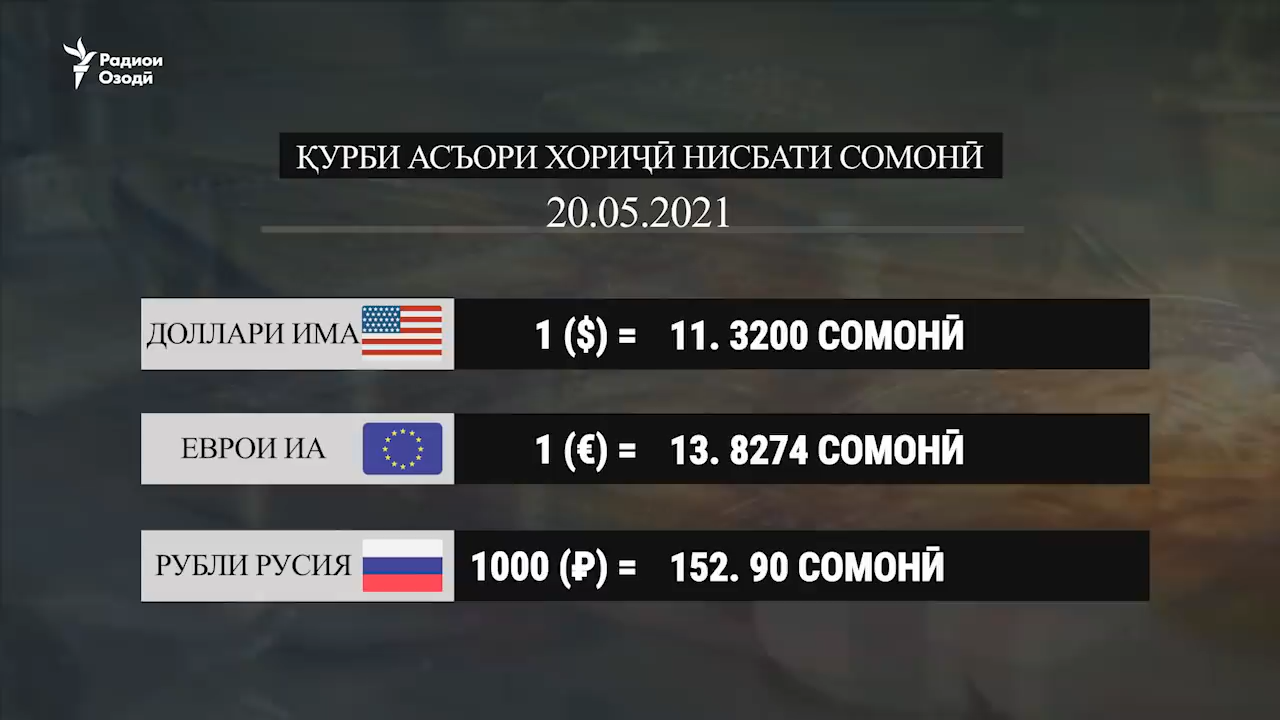 Радиои
Озодӣ
ҚУРБИ АСЪОРИ ХОРИҶӢ НИСБАТИ СОМОНӢ
20.05.2021
ДОЛЛАРИ ИМА 1 ($) = 11. 3200 СОМОНӢ
ЕВРОИ ИА 1 (€) = 13. 8274 СОМОНӢ
РУБЛИ РУСИЯ 1000 (₽) = 152. 90 СОМОНӢ